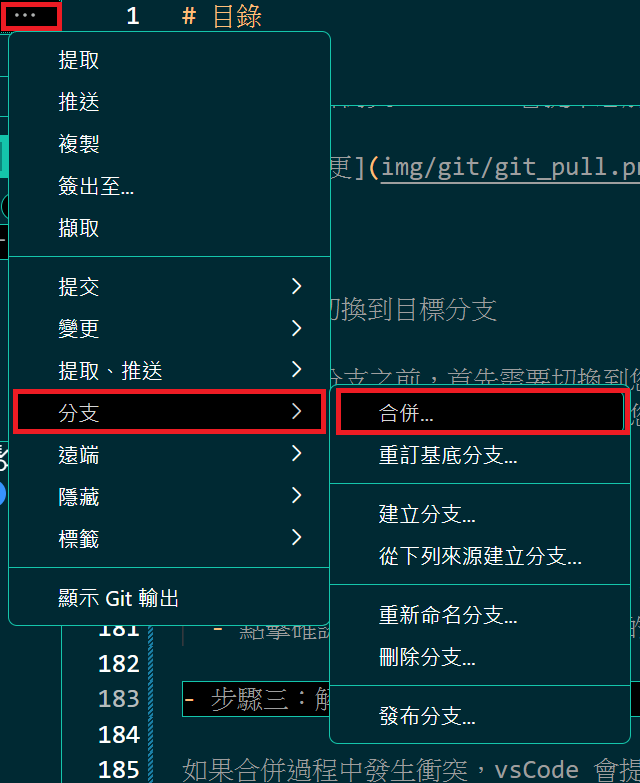 ...
1 # 目錄
提取
推送
複製
簽出至...
擷取
更](img/git/git_pull.pn
提交
變更
提取、推送
分支
遠端
隱藏
標籤
顯示 Git 輸出
切換到目標分支
分支之前，首先需要切換到您
合併...
重訂基底分支...
建立分支...
從下列來源建立分支...
重新命名分支...
刪除分支...
發布分支...
181 - 點擊確認
182
183 - 步驟三：解
184
185 如果合併過程中發生衝突，vsCode 會提